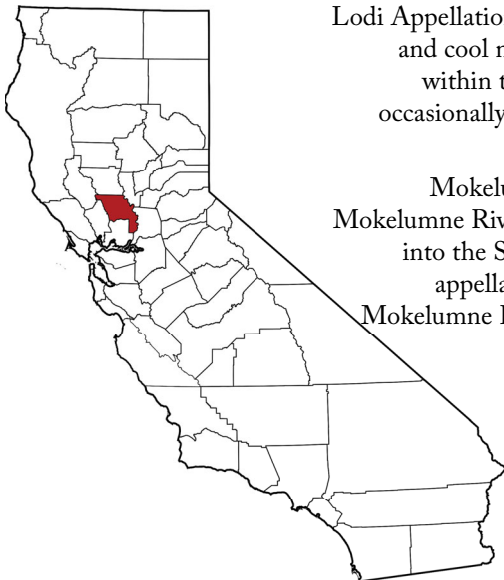 Lodi Appellatio
and cool
within
occasionally
Mokelu
Mokelumne Riv
into the S
appella
Mokelumne